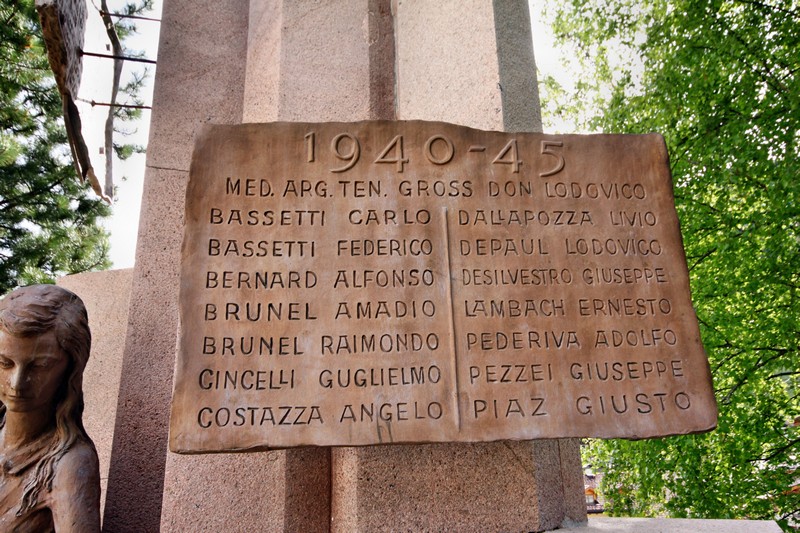 1940-45
MED. ARG. TEN. GROSS DON LODOVICO
BASSETTI CARLO
BASSETTI FEDERICO
BERNARD ALFONSO
BRUNEL AMADIO
BRUNEL RAIMONDO
CINCELLI GUGLIELMO
COSTAZZA ANGELO
DALLAPOZZA LIVIO
DEPAUL LODOVICO
DESILVESTRO GIUSEPPE
LAMBACH ERNESTO
PEDERIVA ADOLFO
PEZZEI GIUSEPPE
PIAZ GIUSTO